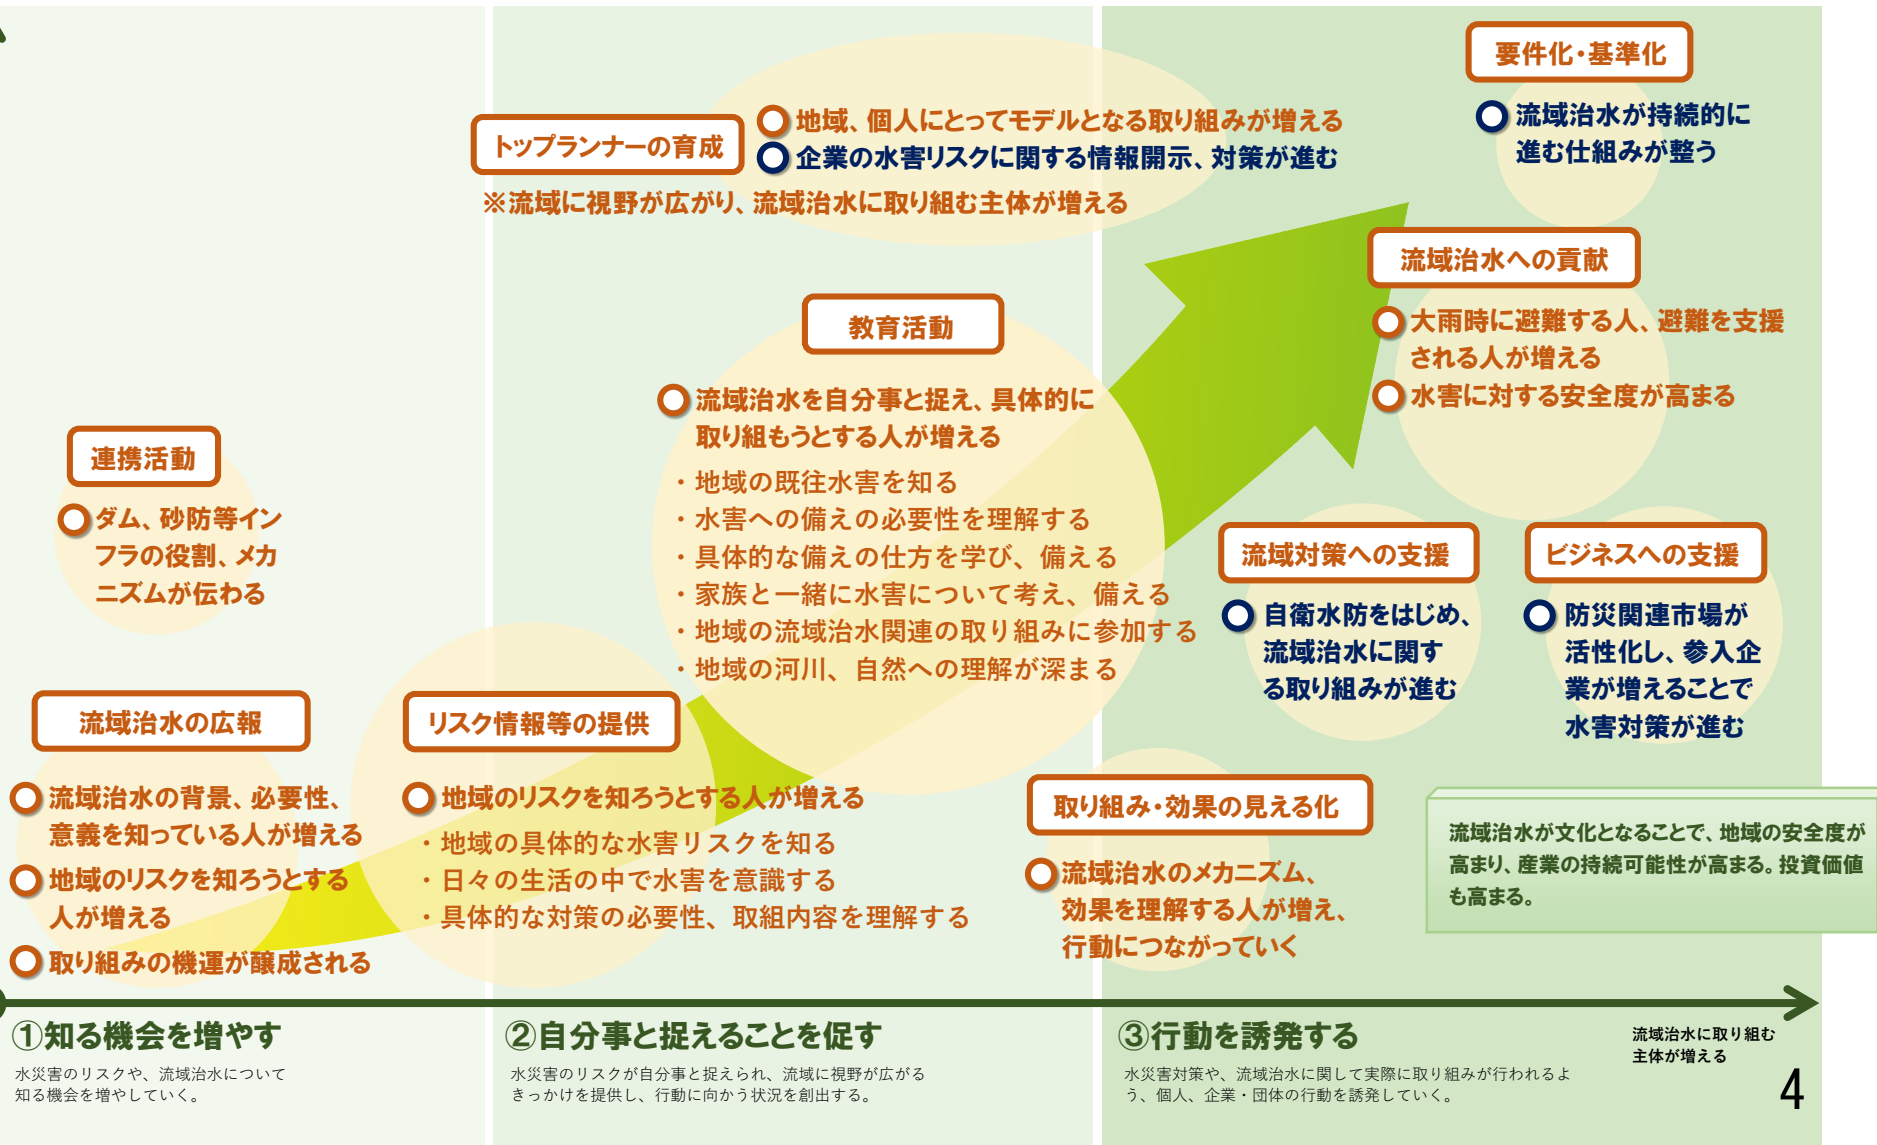 要件化・基準化
流域治水が持続的に
進む仕組みが整う
トップランナーの育成
地域、個人にとってモデルとなる取り組みが増える
企業の水害リスクに関する情報開示、対策が進む
※流域に視野が広がり、流域治水に取り組む主体が増える
流域治水への貢献
大雨時に避難する人、避難を支援
される人が増える
水害に対する安全度が高まる
教育活動
流域治水を自分事と捉え、具体的に
取り組もうとする人が増える
・地域の既往水害を知る
・水害への備えの必要性を理解する
・具体的な備えの仕方を学び、備える
・家族と一緒に水害について考え、備える
・地域の流域治水関連の取り組みに参加する
・地域の河川、自然への理解が深まる
連携活動
ダム、砂防等イン
フラの役割、メカ
ニズムが伝わる
流域対策への支援
自衛水防をはじめ、
流域治水に関す
る取り組みが進む
ビジネスへの支援
防災関連市場が
活性化し、参入企
業が増えることで
水害対策が進む
流域治水の広報
流域治水の背景、必要性、
意義を知っている人が増える
地域のリスクを知ろうとする
人が増える
取り組みの機運が醸成される
リスク情報等の提供
地域のリスクを知ろうとする人が増える
・地域の具体的な水害リスクを知る
・日々の生活の中で水害を意識する
・具体的な対策の必要性、取組内容を理解する
取り組み・効果の見える化
流域治水のメカニズム、
効果を理解する人が増え、
行動につながっていく
流域治水が文化となることで、地域の安全度が
高まり、産業の持続可能性が高まる。投資価値
も高まる。
①知る機会を増やす
水災害のリスクや、流域治水について
知る機会を増やしていく。
②自分事と捉えることを促す
水災害のリスクが自分事と捉えられ、流域に視野が広がる
きっかけを提供し、行動に向かう状況を創出する。
③行動を誘発する
水災害対策や、流域治水に関して実際に取り組みが行われるよ
う、個人、企業・団体の行動を誘発していく。
流域治水に取り組む
主体が増える
4